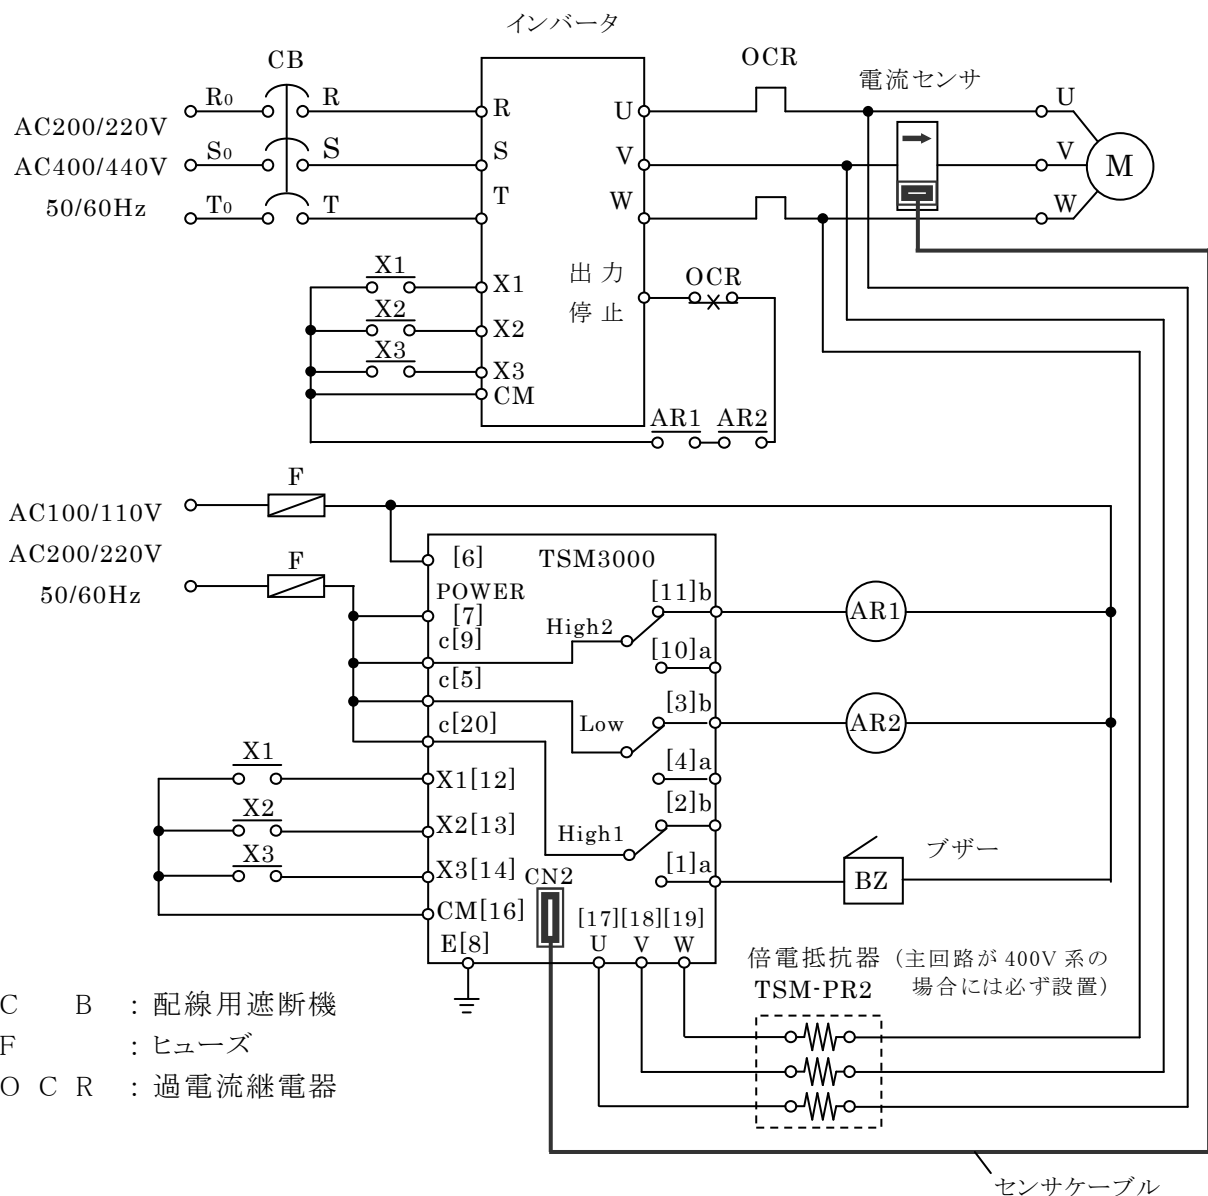 インバータ
CB
OCR
電流センサ
R0 R R U U
AC200/220V
S0 S S V V M
AC400/440V
T0 T T W W
50/60Hz
X1 X1
出力
停止
OCR
X2 X2
X3 X3
CM
AR1 AR2
F
AC100/110V
AC200/220V
F
50/60Hz
[6] TSM3000
POWER
[7]
[11]b AR1
c[9]
High2
[10]a
c[5]
[3]b AR2
Low
c[20]
[4]a
X1 X1[12]
[2]b
X2 X2[13]
High1
X3 X3[14]
[1]a BZ ブザー
CN2
CM[16]
[17][18][19]
E[8] U V W
倍電抵抗器(主回路が 400V 系の
場合には必ず設置)
TSM-PR2
C B : 配線用遮断機
F : ヒューズ
O C R : 過電流継電器
センサケーブル